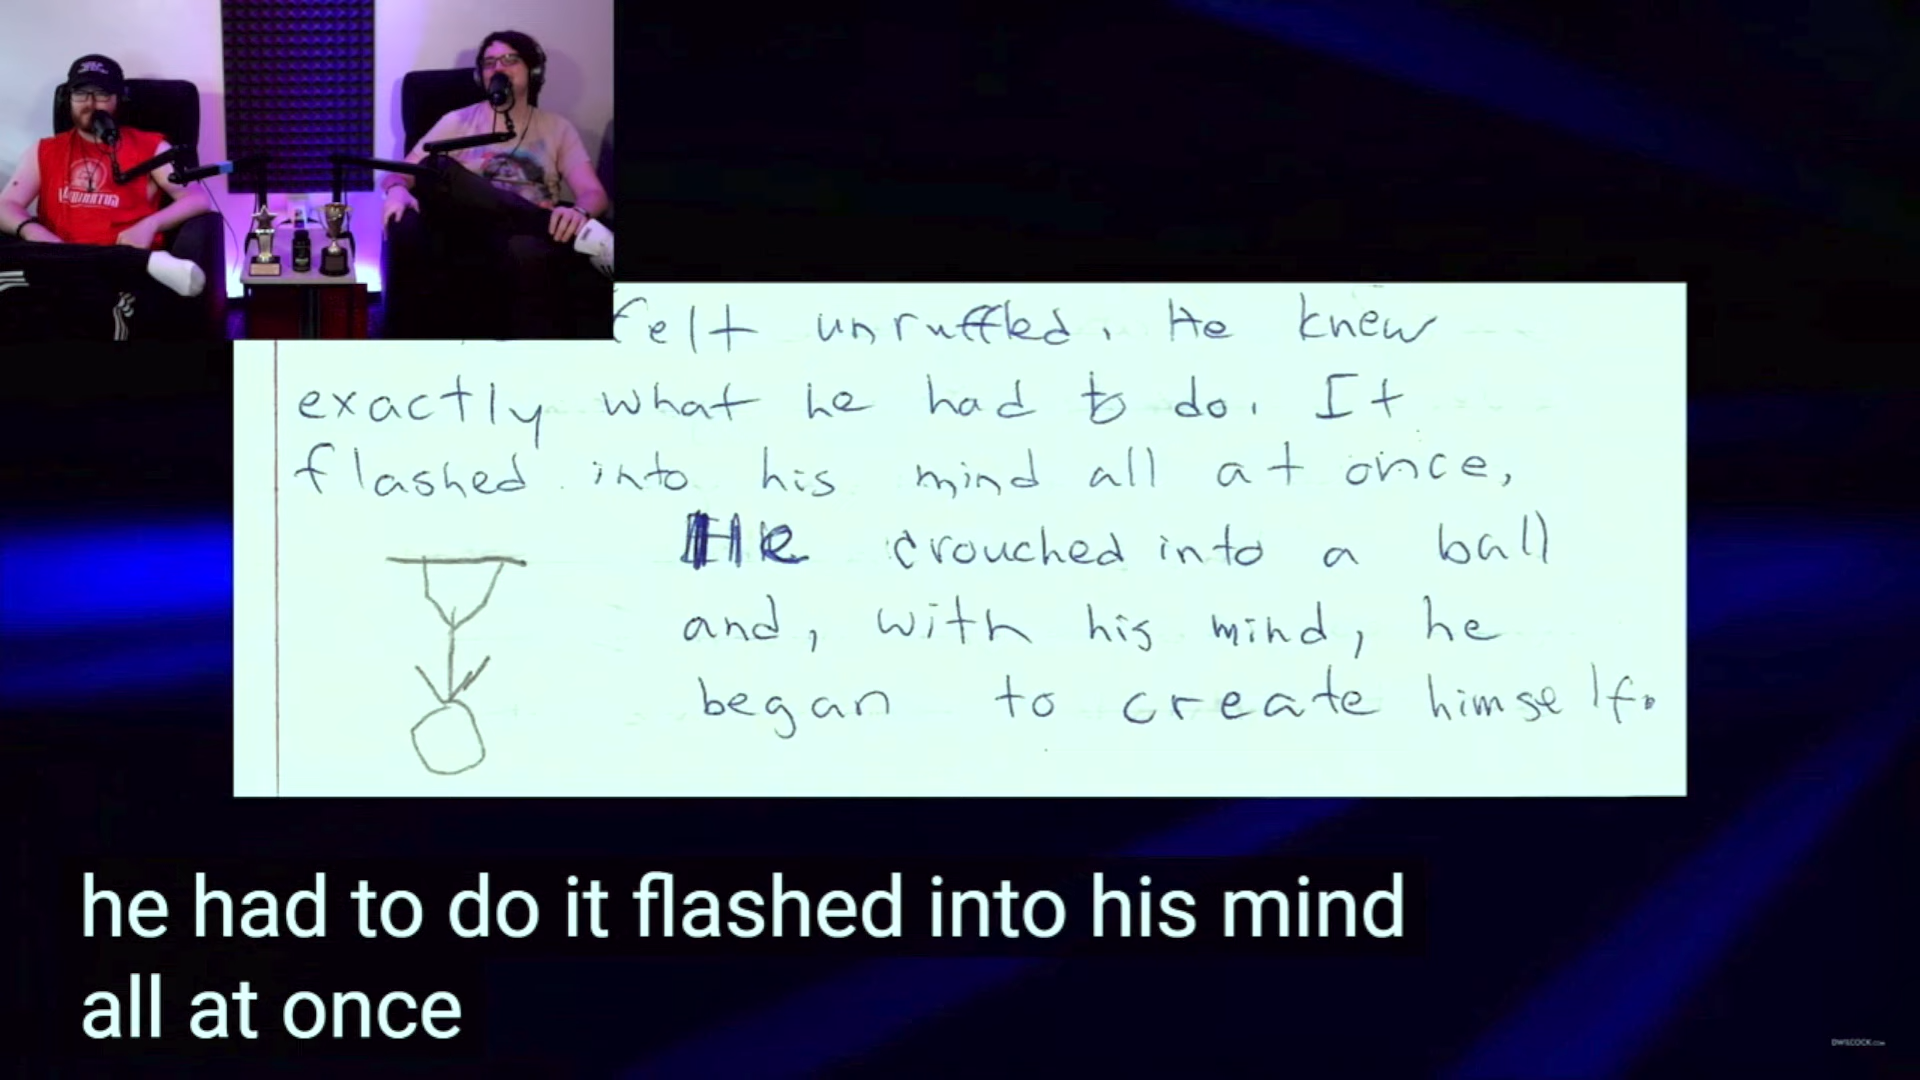 felt unruffled. He knew
exactly what he had to do. It
flashed into his mind all at once,
He crouched into a ball
and, with his mind, he
began to create himself.
he had to do it flashed into his mind
all at once
DWILCOCK.COM